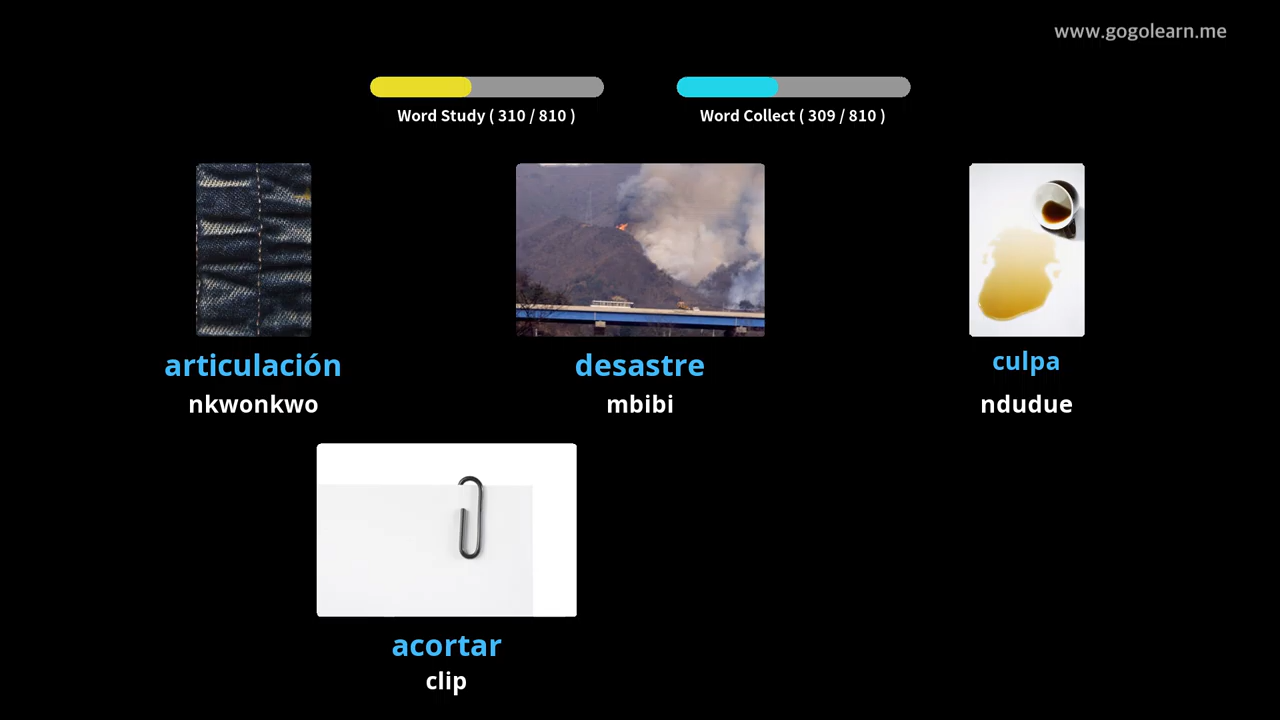 www.gogolearn.me
Word Study ( 310 / 810 )
Word Collect ( 309 / 810 )
articulación
nkwonkwo
desastre
mbibi
culpa
ndudue
acortar
clip